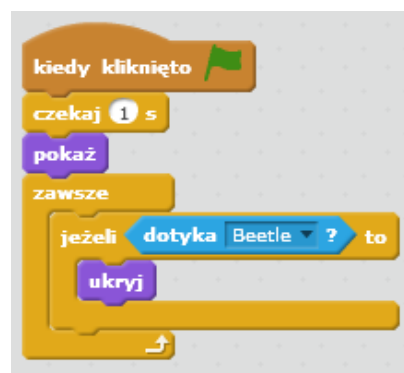 kiedy kliknięto
czekaj 1 s
pokaż
zawsze
jeżeli dotyka Beetle ? to
ukryj